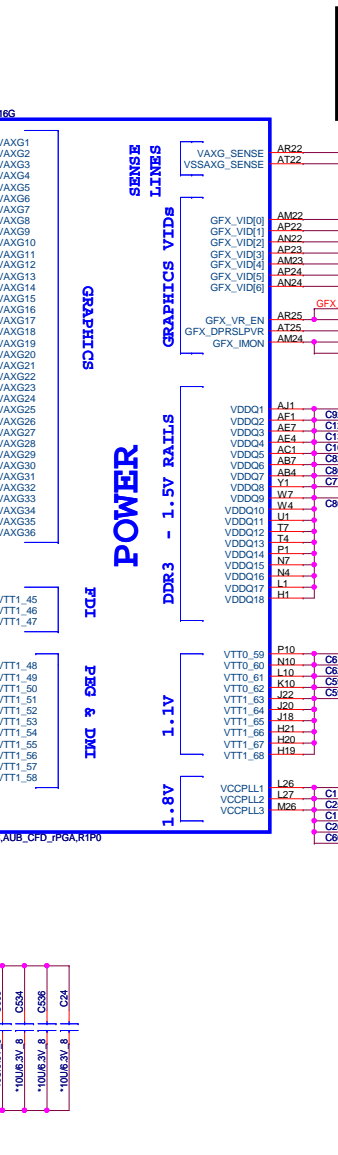 16G
VAXG1
VAXG2
VAXG3
VAXG4
VAXG5
VAXG6
VAXG7
VAXG8
VAXG9
VAXG10
VAXG11
VAXG12
VAXG13
VAXG14
VAXG15
VAXG16
VAXG17
VAXG18
VAXG19
VAXG20
VAXG21
VAXG22
VAXG23
VAXG24
VAXG25
VAXG26
VAXG27
VAXG28
VAXG29
VAXG30
VAXG31
VAXG32
VAXG33
VAXG34
VAXG35
VAXG36
GRAPHICS
VTT1_45
VTT1_46
VTT1_47
FDI
VTT1_48
VTT1_49
VTT1_50
VTT1_51
VTT1_52
VTT1_53
VTT1_54
VTT1_55
VTT1_56
VTT1_57
VTT1_58
PEG & DMI
POWER
SENSE
LINES
VAXG_SENSE AR22
VSSAXG_SENSE AT22
GRAPHICS VIDs
GFX_VID[0] AM22
GFX_VID[1] AP22
GFX_VID[2] AN22
GFX_VID[3] AP23
GFX_VID[4] AM23
GFX_VID[5] AP24
GFX_VID[6] AN24
GFX_
GFX_VR_EN AR25
GFX_DPRSLPVR AT25
GFX_IMON AM24
DDR3 - 1.5V RAILS
VDDQ1 AJ1
VDDQ2 AF1
VDDQ3 AE7
VDDQ4 AE4
VDDQ5 AC1
VDDQ6 AB7
VDDQ7 AB4
VDDQ8 Y1
VDDQ9 W7
VDDQ10 W4
VDDQ11 U1
VDDQ12 T7
VDDQ13 T4
VDDQ14 P1
VDDQ15 N7
VDDQ16 N4
VDDQ17 L1
VDDQ18 H1
1.1V
VTT0_59 P10
VTT0_60 N10
VTT0_61 L10
VTT0_62 K10
VTT1_63 J22
VTT1_64 J20
VTT1_65 J18
VTT1_66 H21
VTT1_67 H20
VTT1_68 H19
1.8V
VCCPLL1 L26
VCCPLL2 L27
VCCPLL3 M26
,AUB_CFD_rPGA,R1P0
C534
*10U/6.3V_8
C536
*10U/6.3V_8
C24
*10U/6.3V_8